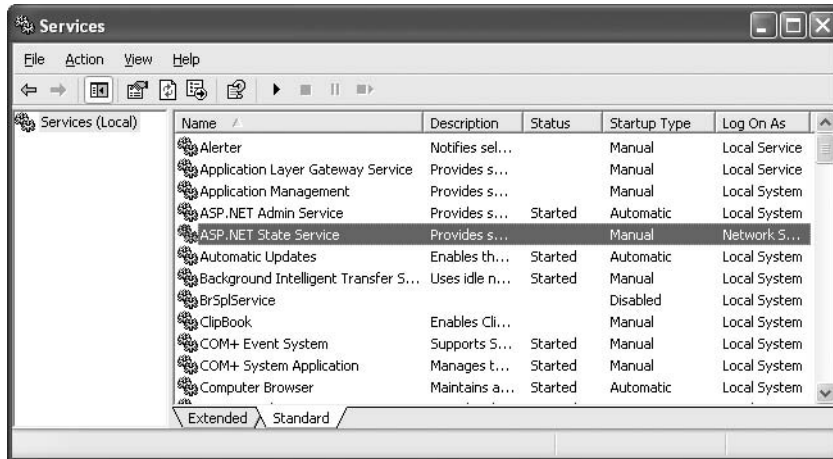 Services
File Action View Help
Services (Local)
Name Description Status Startup Type Log On As
Alerter Notifies sel... Manual Local Service
Application Layer Gateway Service Provides s... Manual Local Service
Application Management Provides s... Manual Local System
ASP.NET Admin Service Provides s... Started Automatic Local System
ASP.NET State Service Provides s... Manual Network S...
Automatic Updates Enables th... Started Automatic Local System
Background Intelligent Transfer S... Uses idle n... Started Manual Local System
BrSplService Disabled Local System
ClipBook Enables Cli... Manual Local System
COM+ Event System Supports S... Started Manual Local System
COM+ System Application Manages t... Started Manual Local System
Computer Browser Maintains a... Started Automatic Local System
Extended Standard